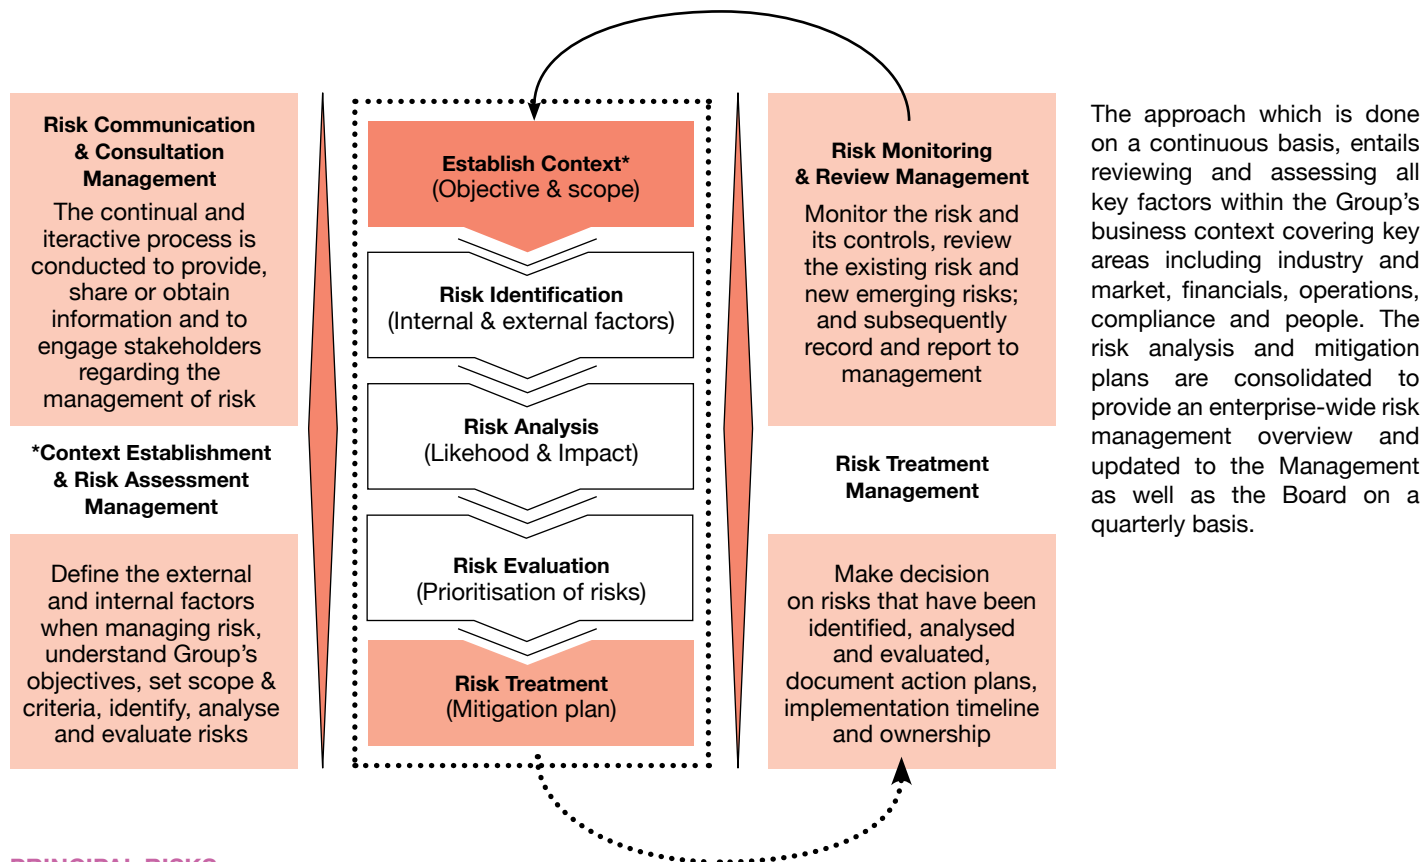 Risk Communication
& Consultation
Management
The continual and
iteractive process is
conducted to provide,
share or obtain
information and to
engage stakeholders
regarding the
management of risk
*Context Establishment
& Risk Assessment
Management
Define the external
and internal factors
when managing risk,
understand Group's
objectives, set scope &
criteria, identify, analyse
and evaluate risks
Establish Context*
(Objective & scope)
Risk Identification
(Internal & external factors)
Risk Analysis
(Likehood & Impact)
Risk Evaluation
(Prioritisation of risks)
Risk Treatment
(Mitigation plan)
Risk Monitoring
& Review Management
Monitor the risk and
its controls, review
the existing risk and
new emerging risks;
and subsequently
record and report to
management
Risk Treatment
Management
Make decision
on risks that have been
identified, analysed
and evaluated,
document action plans,
implementation timeline
and ownership
The approach which is done
on a continuous basis, entails
reviewing and assessing all
key factors within the Group's
business context covering key
areas including industry and
market, financials, operations,
compliance and people. The
risk analysis and mitigation
plans are consolidated to
provide an enterprise-wide risk
management overview and
updated to the Management
as well as the Board on a
quarterly basis.
PRINCIPAL RISKS